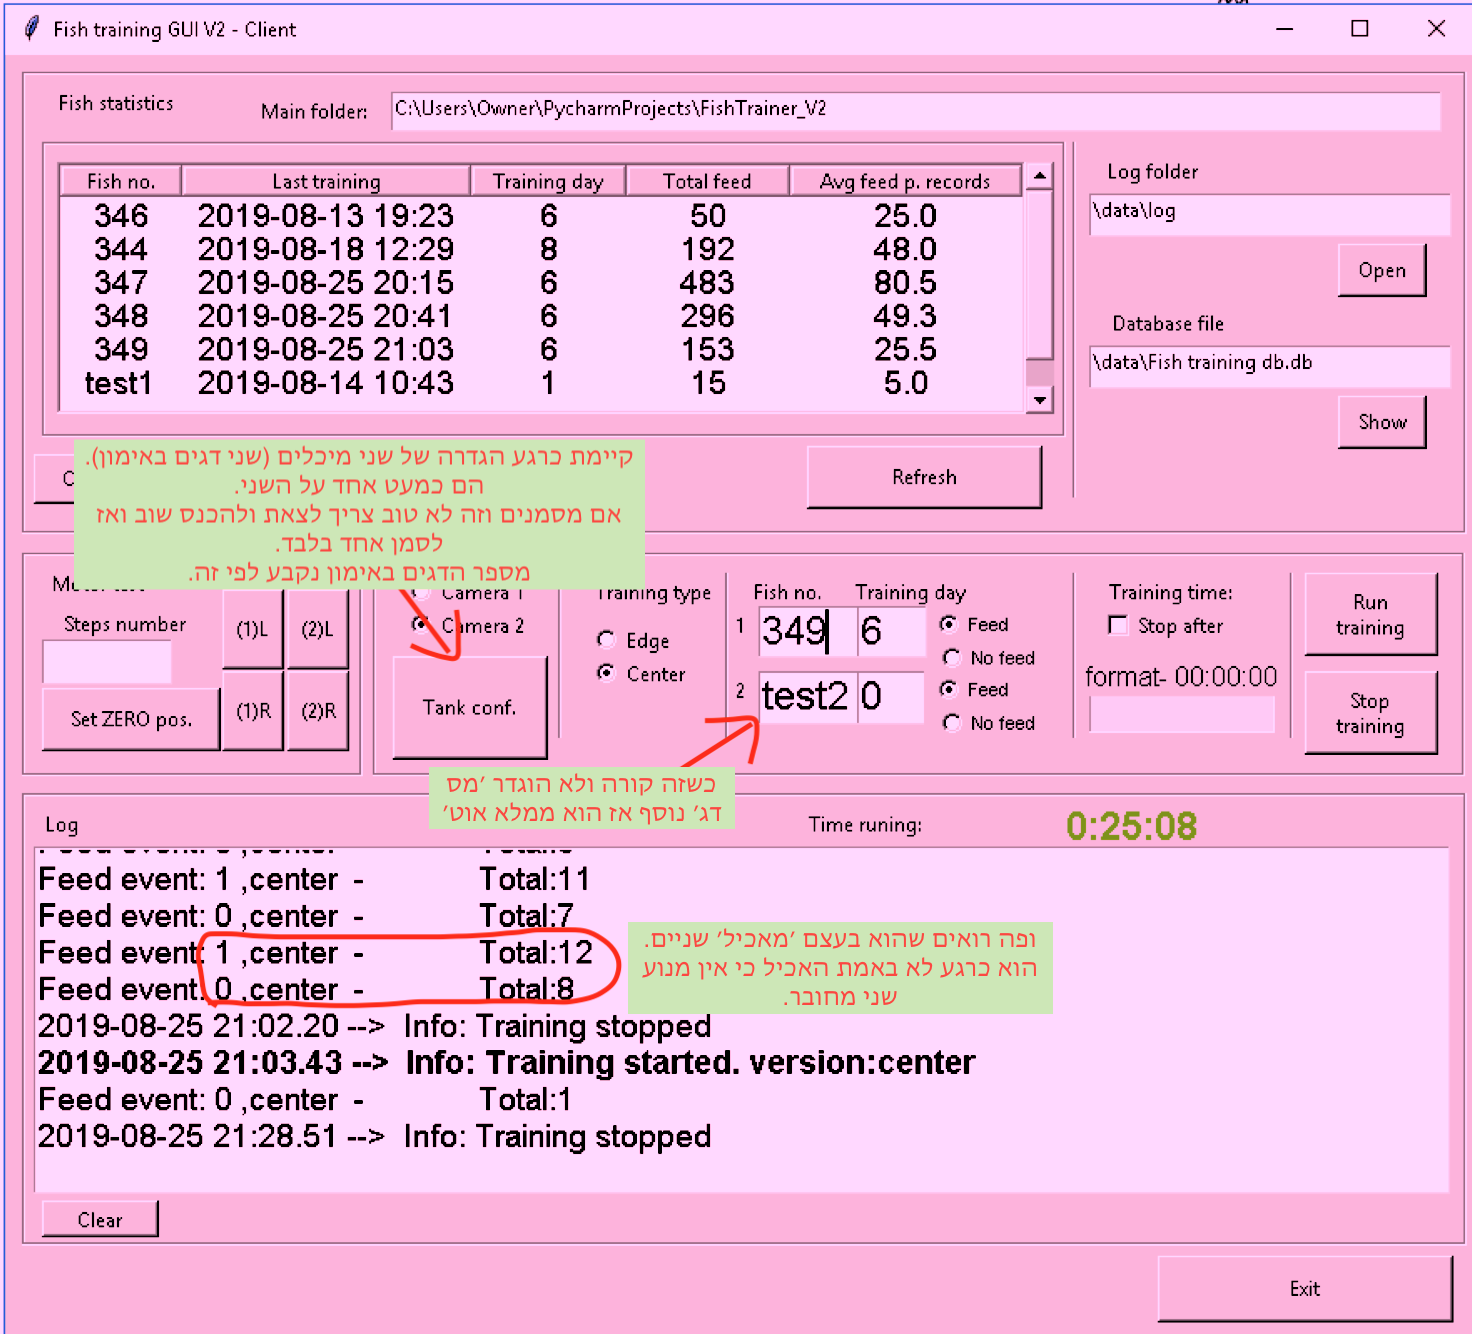 Fish training GUI V2 - Client
Fish statistics
Main folder:
C:\Users\Owner\PycharmProjects\FishTrainer_V2
Fish no. Last training Training day Total feed Avg feed p. records
346 2019-08-13 19:23 6 50 25.0
344 2019-08-18 12:29 8 192 48.0
347 2019-08-25 20:15 6 483 80.5
348 2019-08-25 20:41 6 296 49.3
349 2019-08-25 21:03 6 153 25.5
test1 2019-08-14 10:43 1 15 5.0
Log folder
\data\log
Open
Database file
\data\Fish training db.db
Show
Refresh
קיימת כרגע הגדרה של שני מיכלים (שני דגים באימון).
הם כמעט אחד על השני.
אם מסמנים וזה לא טוב צריך לצאת ולהכנס שוב ואז
לסמן אחד בלבד.
מספר הדגים באימון נקבע לפי זה.
Steps number
(1)L (2)L
Set ZERO pos.
(1)R (2)R
Camera 1
Camera 2
Tank conf.
Training type
Edge
Center
Fish no. Training day
1 349 6
Feed
No feed
2 test2 0
Feed
No feed
Training time:
Stop after
format- 00:00:00
Run
training
Stop
training
כשזה קורה ולא הוגדר ׳מס
דג׳ נוסף אז הוא ממלא אוט׳
Log
Time runing:
0:25:08
Feed event: 1 ,center - Total:11
Feed event: 0 ,center - Total:7
Feed event: 1 ,center - Total:12
Feed event: 0 ,center - Total:8
2019-08-25 21:02.20 --> Info: Training stopped
2019-08-25 21:03.43 --> Info: Training started. version:center
Feed event: 0 ,center - Total:1
2019-08-25 21:28.51 --> Info: Training stopped
ופה רואים שהוא בעצם ׳מאכיל׳ שניים.
הוא כרגע לא באמת האכיל כי אין מנוע
שני מחובר.
Clear
Exit